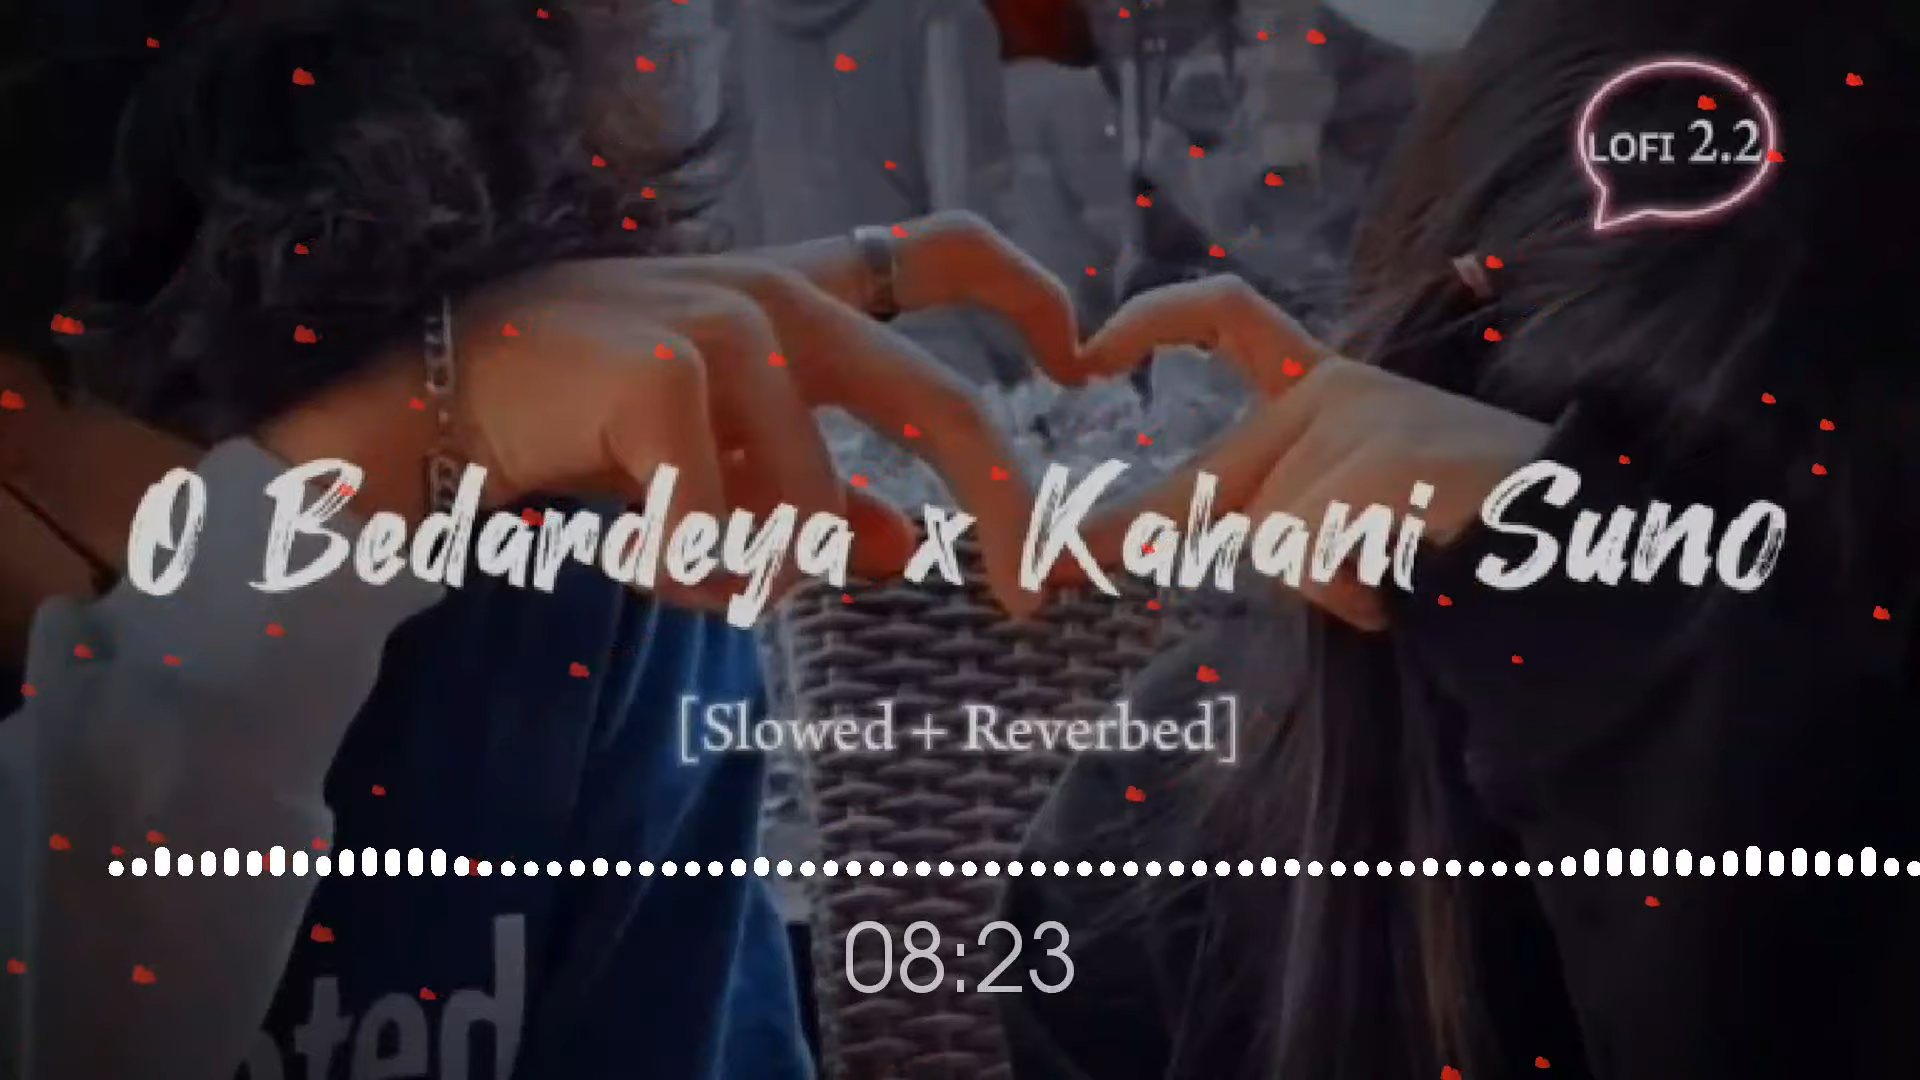 LOFI 2.2
O Bedardeya x Kahani Suno
[Slowed + Reverbed]
08:23